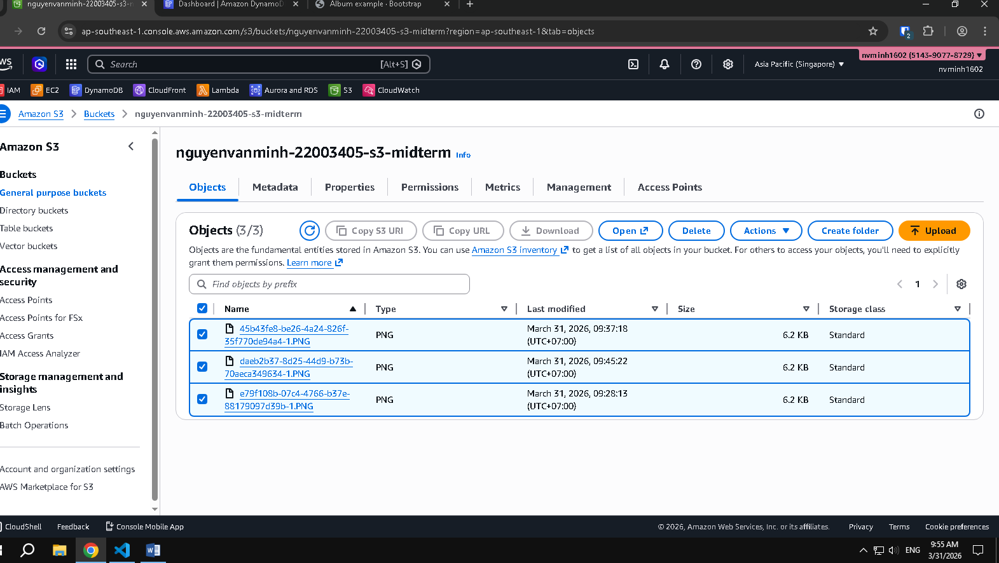 nguyenvanminh-22003405-s3-m
Dashboard | Amazon DynamoD
Album example · Bootstrap
ap-southeast-1.console.aws.amazon.com/s3/buckets/nguyenvanminh-22003405-s3-midterm?region=ap-southeast-1&tab=objects
2
Search
[Alt+S]
Asia Pacific (Singapore)
nvminh1602 (5143-9077-8729)
nvminh1602
IAM
EC2
DynamoDB
CloudFront
Lambda
Aurora and RDS
S3
CloudWatch
Amazon S3
Buckets
nguyenvanminh-22003405-s3-midterm
Amazon S3
Buckets
General purpose buckets
Directory buckets
Table buckets
Vector buckets
Access management and
security
Access Points
Access Points for FSx
Access Grants
IAM Access Analyzer
Storage management and
insights
Storage Lens
Batch Operations
Account and organization settings
AWS Marketplace for S3
nguyenvanminh-22003405-s3-midterm Info
Objects
Metadata
Properties
Permissions
Metrics
Management
Access Points
Objects (3/3)
Copy S3 URI
Copy URL
Download
Open
Delete
Actions
Create folder
Upload
Objects are the fundamental entities stored in Amazon S3. You can use Amazon S3 inventory to get a list of all objects in your bucket. For others to access your objects, you'll need to explicitly
grant them permissions. Learn more
Find objects by prefix
1
Name
Type
Last modified
Size
Storage class
45b43fe8-be26-4a24-826f-
35f770de94a4-1.PNG
PNG
March 31, 2026, 09:37:18
(UTC+07:00)
6.2 KB
Standard
daeb2b37-8d25-44d9-b73b-
70aeca349634-1.PNG
PNG
March 31, 2026, 09:45:22
(UTC+07:00)
6.2 KB
Standard
e79f108b-07c4-4766-b37e-
88179097d39b-1.PNG
PNG
March 31, 2026, 09:28:13
(UTC+07:00)
6.2 KB
Standard
CloudShell
Feedback
Console Mobile App
© 2026, Amazon Web Services, Inc. or its affiliates.
Privacy
Terms
Cookie preferences
ENG
9:55 AM
3/31/2026